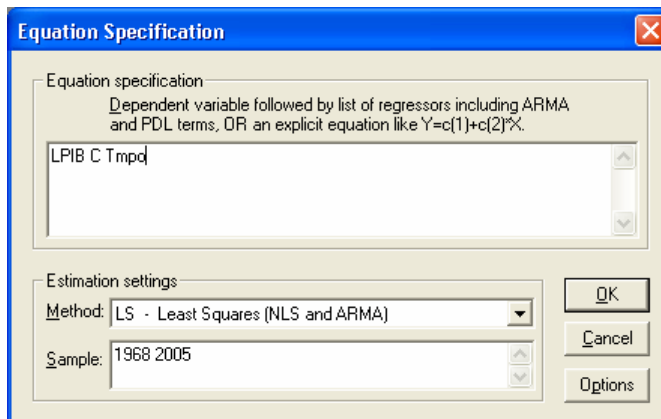 Equation Specification
Equation specification
Dependent variable followed by list of regressors including ARMA
and PDL terms, OR an explicit equation like Y=c(1)+c(2)*X.
LPIB C Tmpo
Estimation settings
Method: LS - Least Squares (NLS and ARMA)
Sample: 1968 2005
OK
Cancel
Options